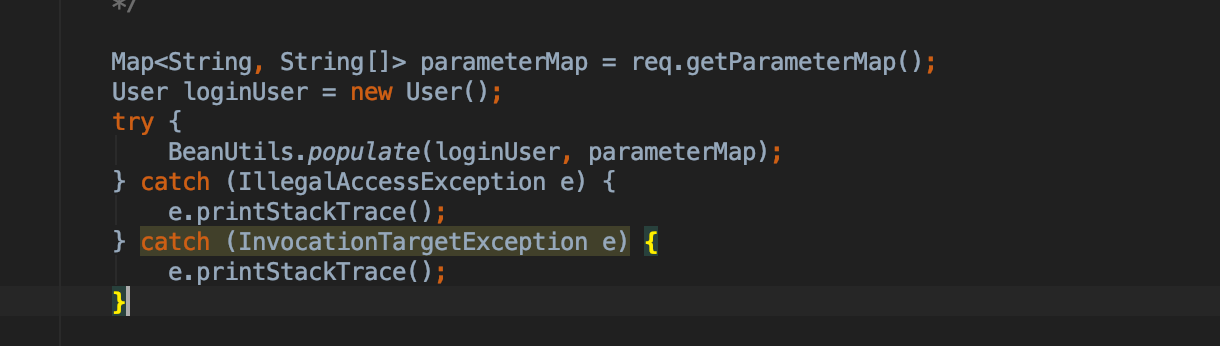 */
Map<String, String[]> parameterMap = req.getParameterMap();
User loginUser = new User();
try {
BeanUtils.populate(loginUser, parameterMap);
} catch (IllegalAccessException e) {
e.printStackTrace();
} catch (InvocationTargetException e) {
e.printStackTrace();
}